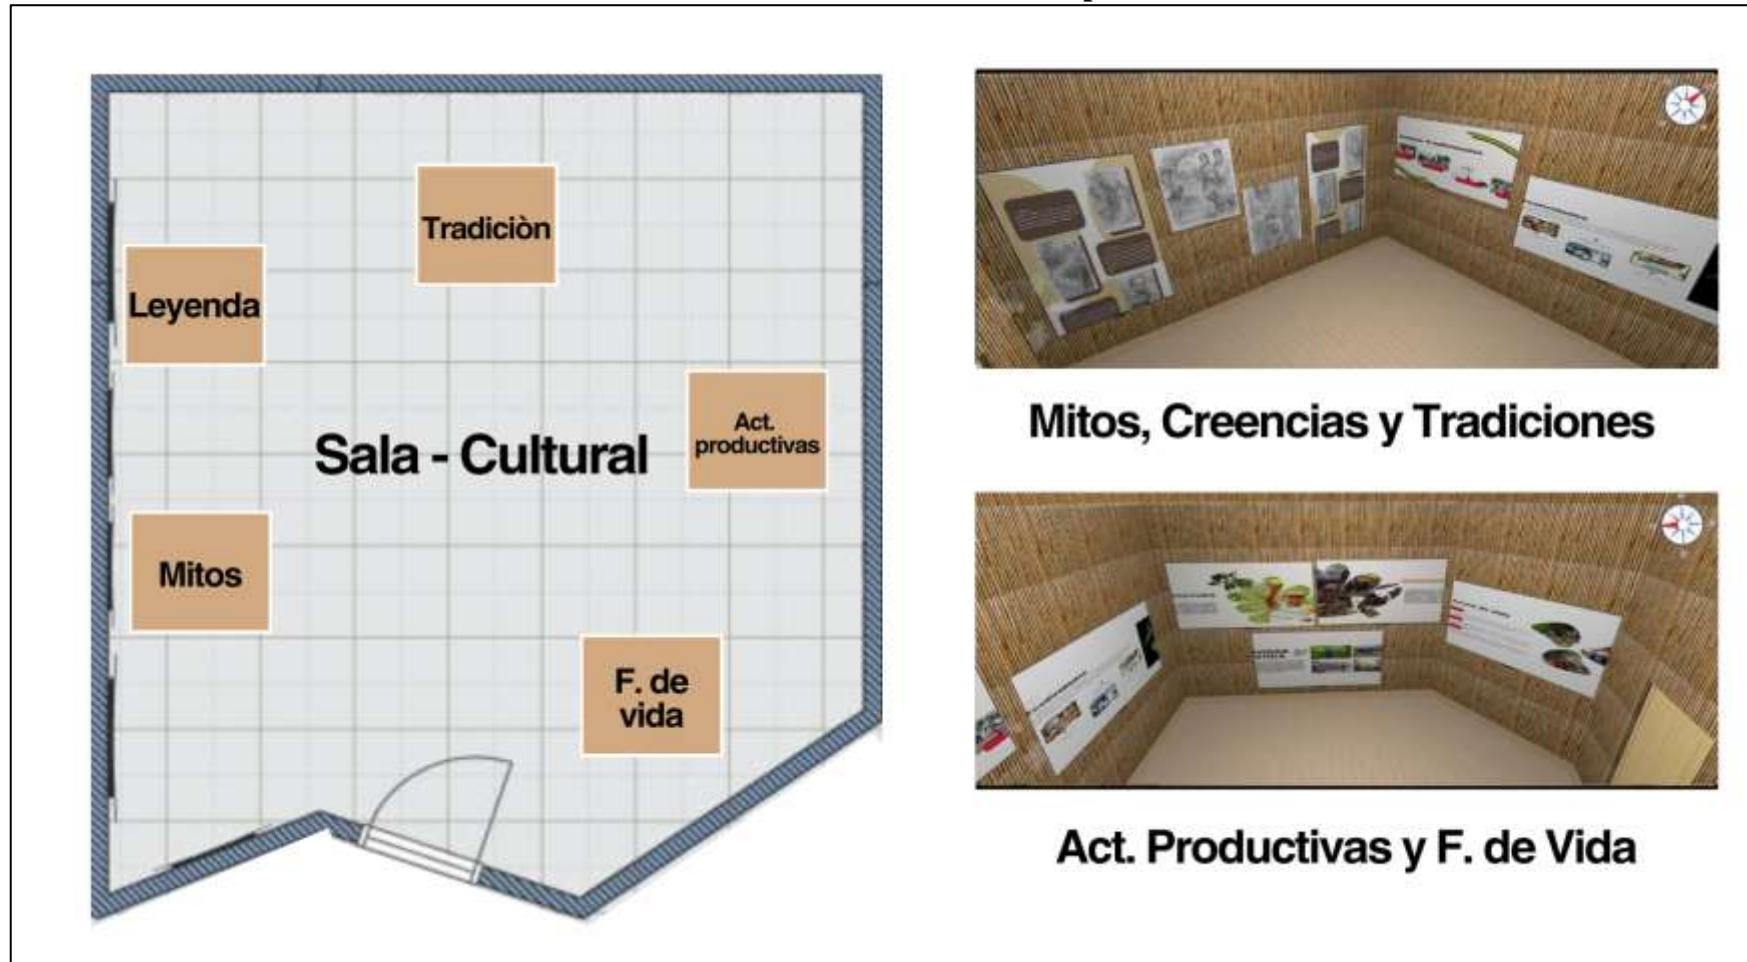 Tradiciòn
Leyenda
Act.
productivas
Sala - Cultural
Mitos
F. de
vida
Mitos, Creencias y Tradiciones
Act. Productivas y F. de Vida